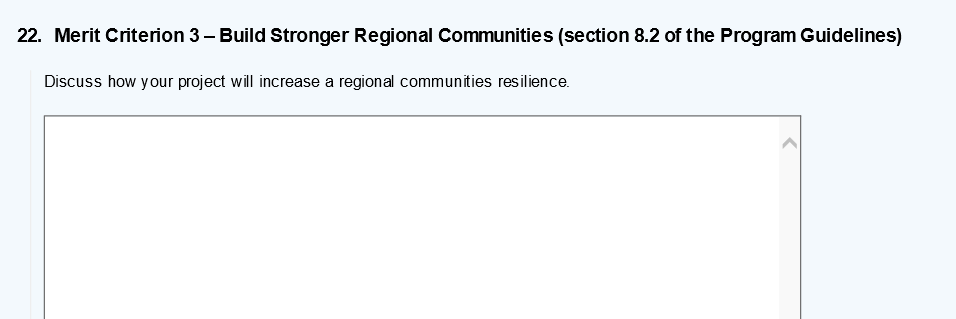 22. Merit Criterion 3 – Build Stronger Regional Communities (section 8.2 of the Program Guidelines)
Discuss how your project will increase a regional communities resilience.